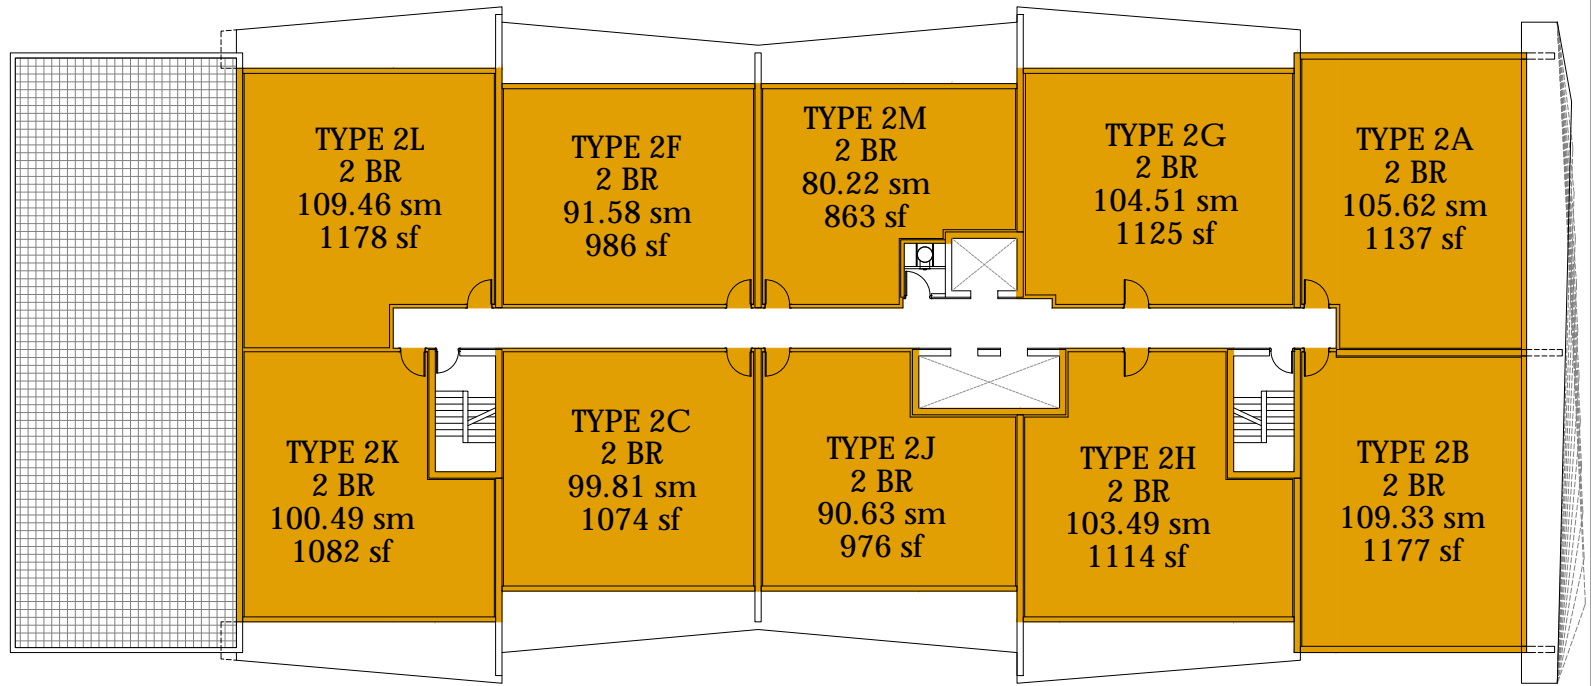 TYPE 2L
2 BR
109.46 sm
1178 sf
TYPE 2F
2 BR
91.58 sm
986 sf
TYPE 2M
2 BR
80.22 sm
863 sf
TYPE 2G
2 BR
104.51 sm
1125 sf
TYPE 2A
2 BR
105.62 sm
1137 sf
TYPE 2K
2 BR
100.49 sm
1082 sf
TYPE 2C
2 BR
99.81 sm
1074 sf
TYPE 2J
2 BR
90.63 sm
976 sf
TYPE 2H
2 BR
103.49 sm
1114 sf
TYPE 2B
2 BR
109.33 sm
1177 sf